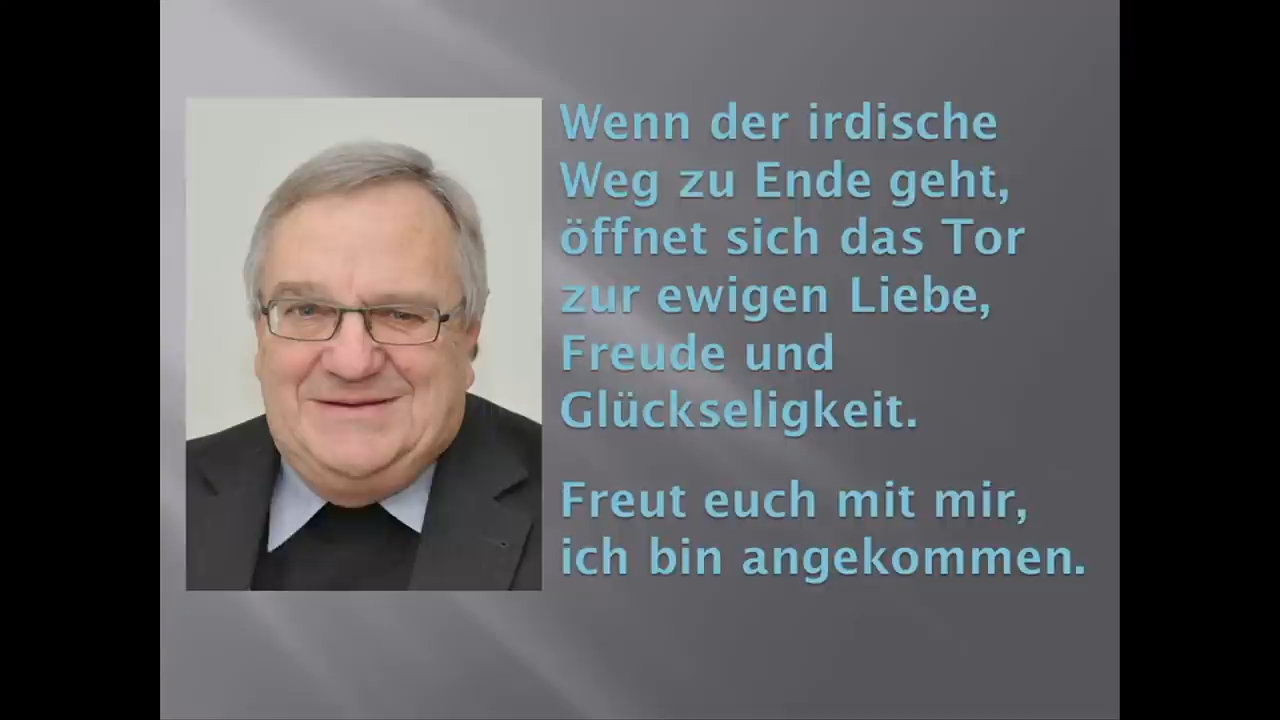 Wenn der irdische
Weg zu Ende geht,
öffnet sich das Tor
zur ewigen Liebe,
Freude und
Glückseligkeit.
Freut euch mit mir,
ich bin angekommen.